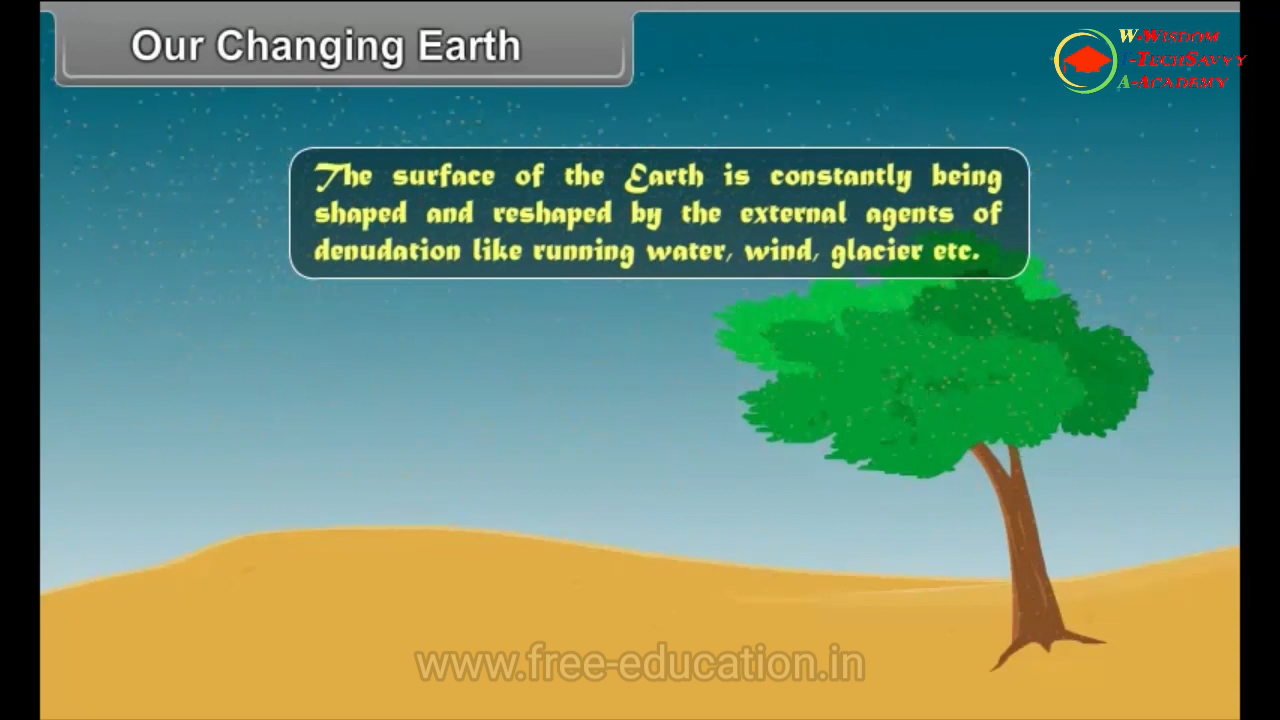 Our Changing Earth
W-Wisdom
-TechSavvy
A-Academy
The surface of the Earth is constantly being
shaped and reshaped by the external agents of
denudation like running water, wind, glacier etc.
www.free-education.in